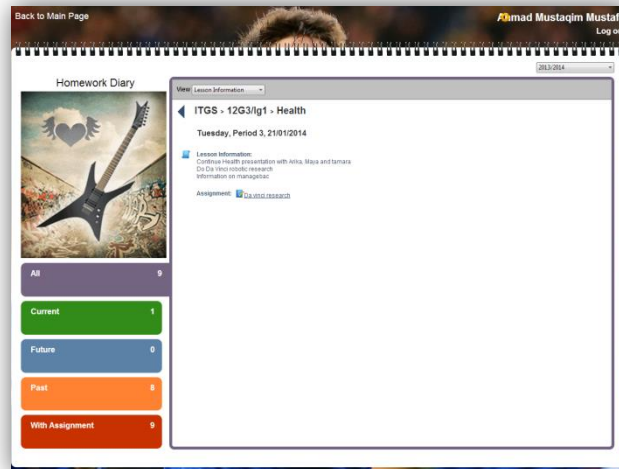 Back to Main Page
Ahmad Mustaqim Mustaf
Log ou
2013/2014
Homework Diary
View Lesson Information
ITGS > 12G3/Ig1 > Health
Tuesday, Period 3, 21/01/2014
Lesson Information:
Continue Health presentation with Arika, Maya and tamara
Do Da Vinci robotic research
Information on managebac
Assignment: Da vinci research
All 9
Current 1
Future 0
Past 8
With Assignment 9